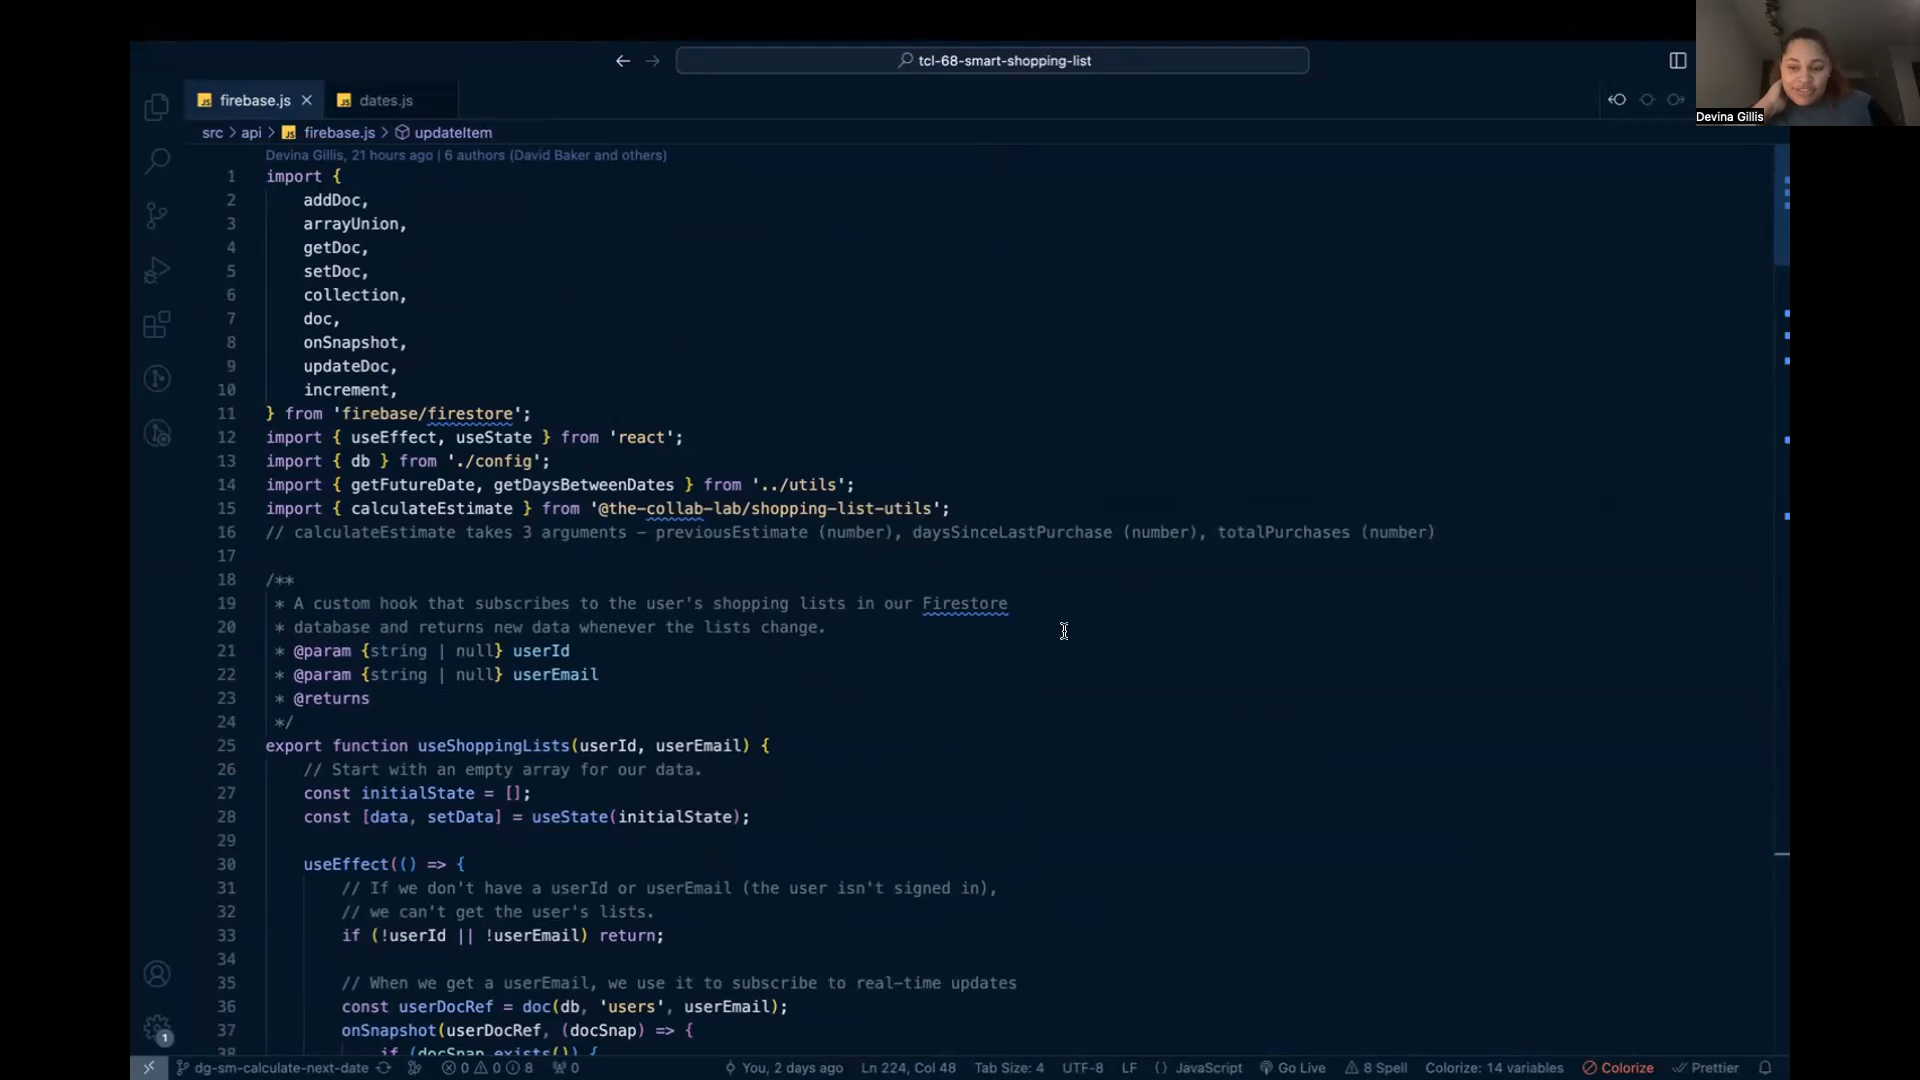 tcl-68-smart-shopping-list
Devina Gillis
JS firebase.js
JS dates.js
src > api > JS firebase.js > updateItem
Devina Gillis, 21 hours ago | 6 authors (David Baker and others)
1 import {
2 addDoc,
3 arrayUnion,
4 getDoc,
5 setDoc,
6 collection,
7 doc,
8 onSnapshot,
9 updateDoc,
10 increment,
11 } from 'firebase/firestore';
12 import { useEffect, useState } from 'react';
13 import { db } from './config';
14 import { getFutureDate, getDaysBetweenDates } from '../utils';
15 import { calculateEstimate } from '@the-collab-lab/shopping-list-utils';
16 // calculateEstimate takes 3 arguments – previousEstimate (number), daysSinceLastPurchase (number), totalPurchases (number)
17
18 /**
19 * A custom hook that subscribes to the user's shopping lists in our Firestore
20 * database and returns new data whenever the lists change.
21 * @param {string | null} userId
22 * @param {string | null} userEmail
23 * @returns
24 */
25 export function useShoppingLists(userId, userEmail) {
26 // Start with an empty array for our data.
27 const initialState = [];
28 const [data, setData] = useState(initialState);
29
30 useEffect(() => {
31 // If we don't have a userId or userEmail (the user isn't signed in),
32 // we can't get the user's lists.
33 if (!userId || !userEmail) return;
34
35 // When we get a userEmail, we use it to subscribe to real-time updates
36 const userDocRef = doc(db, 'users', userEmail);
37 onSnapshot(userDocRef, (docSnap) => {
38 if (docSnap.exists()) {
1
dg-sm-calculate-next-date 0 0 8 0 You, 2 days ago Ln 224, Col 48 Tab Size: 4 UTF-8 LF {} JavaScript Go Live 8 Spell Colorize: 14 variables Colorize Prettier